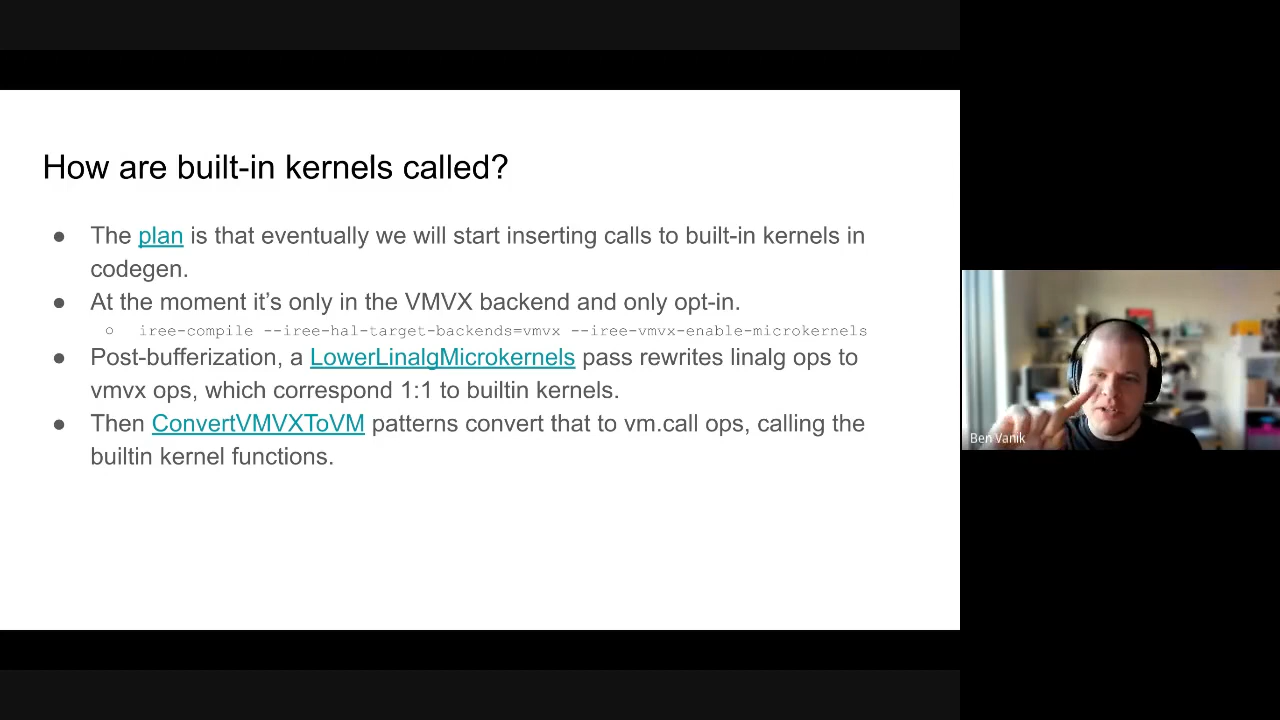 How are built-in kernels called?
● The plan is that eventually we will start inserting calls to built-in kernels in
codegen.
● At the moment it’s only in the VMVX backend and only opt-in.
○ iree-compile --iree-hal-target-backends=vmvx --iree-vmvx-enable-microkernels
● Post-bufferization, a LowerLinalgMicrokernels pass rewrites linalg ops to
vmvx ops, which correspond 1:1 to builtin kernels.
● Then ConvertVMVXToVM patterns convert that to vm.call ops, calling the
builtin kernel functions.
Ben Vanik